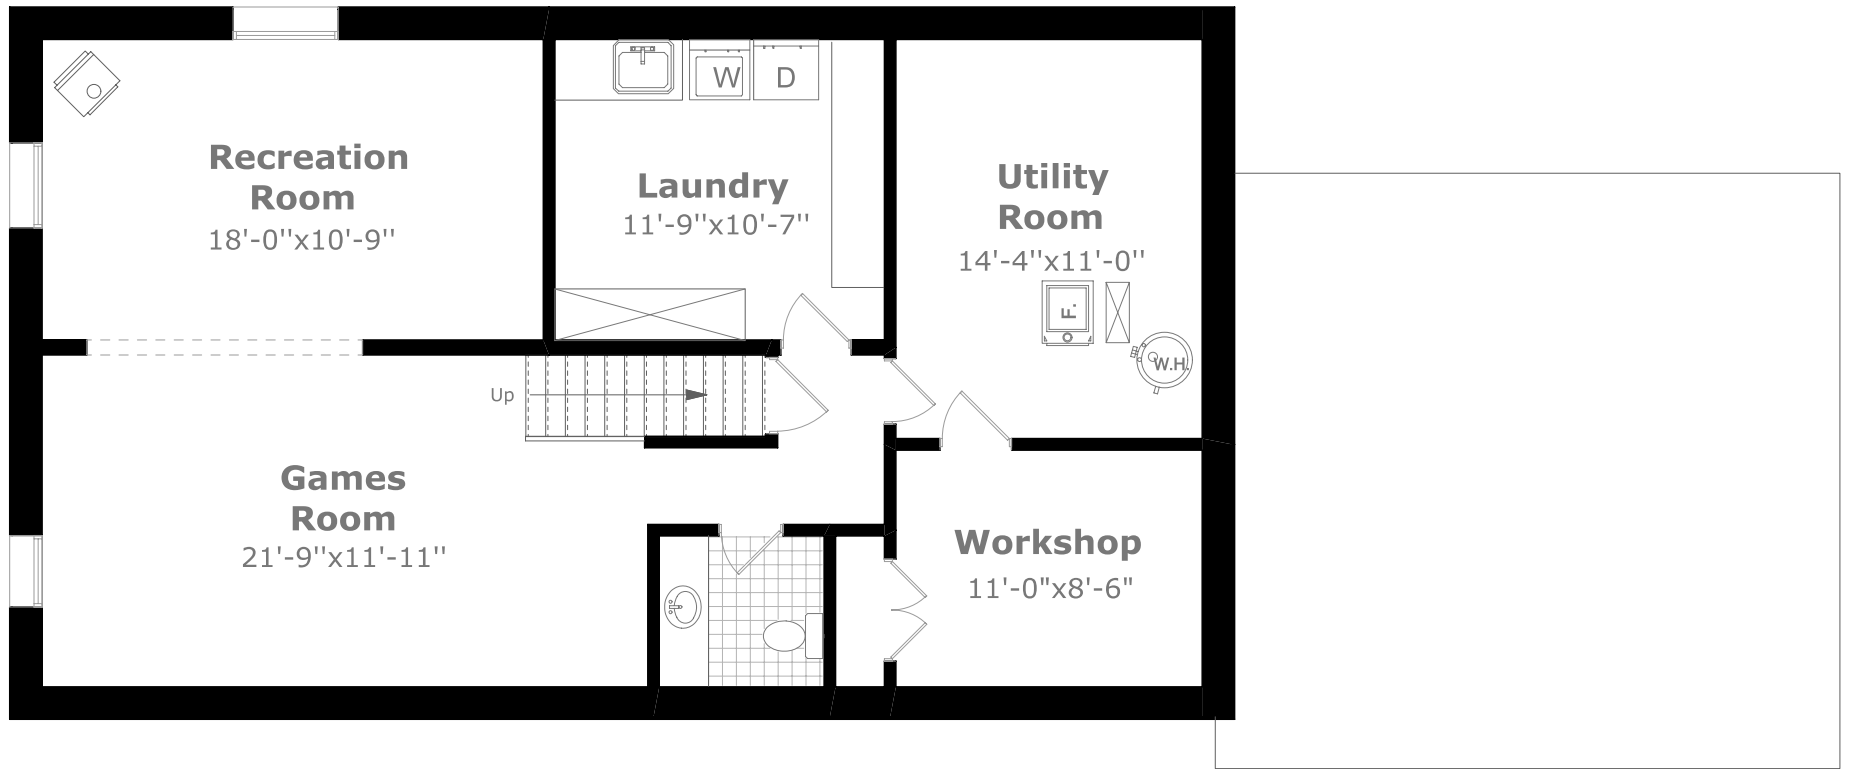 Recreation
Room
18'-0''x10'-9''
W
D
Laundry
11'-9''x10'-7''
Utility
Room
14'-4''x11'-0''
F.
W.H.
Up
Games
Room
21'-9''x11'-11''
Workshop
11'-0"x8'-6"